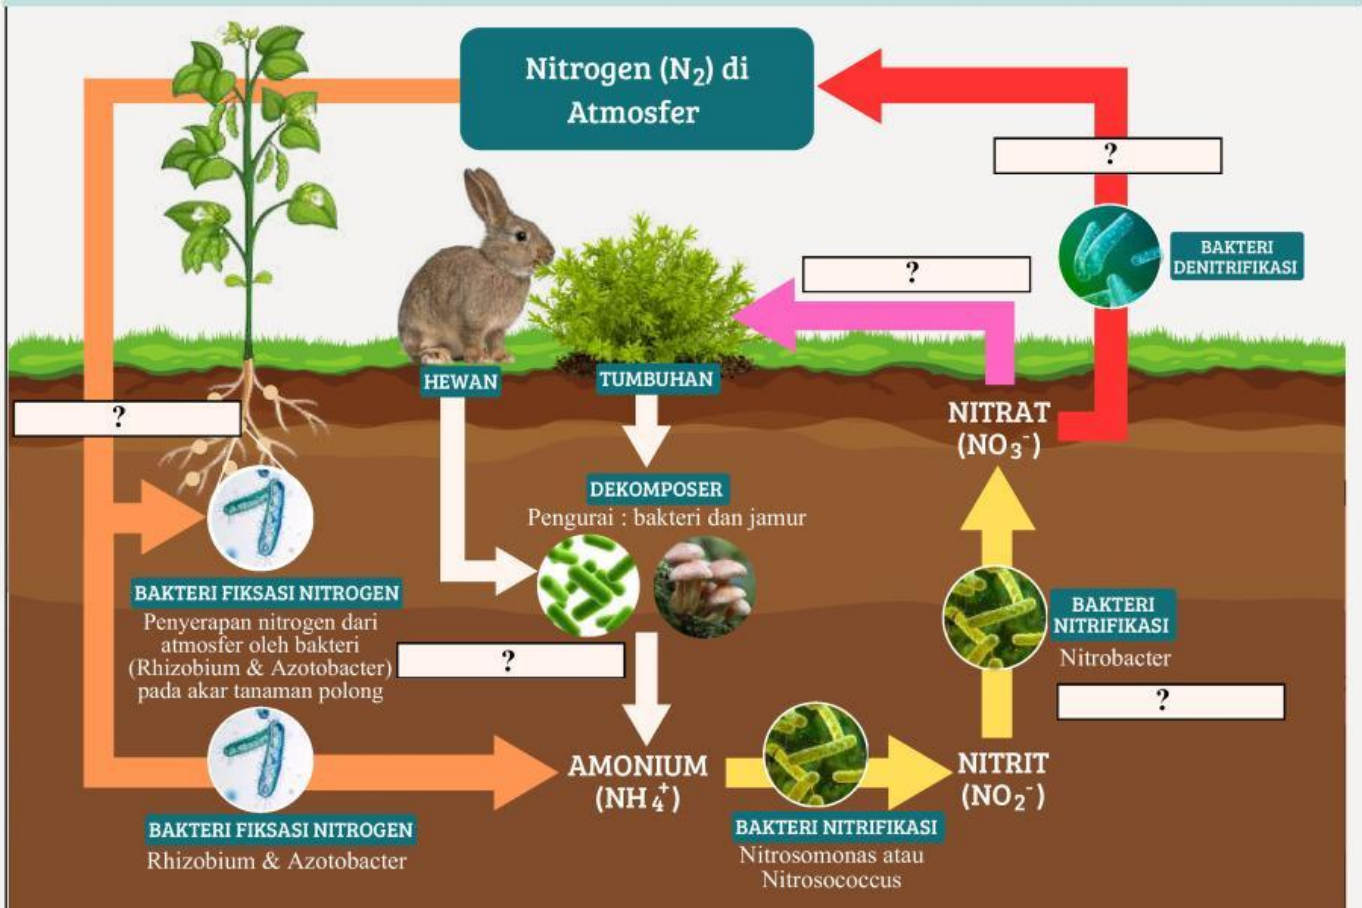 Nitrogen (N₂) di
Atmosfer
?
BAKTERI
DENITRIFIKASI
?
HEWAN
TUMBUHAN
?
NITRAT
(NO₃⁻)
DEKOMPOSER
Pengurai : bakteri dan jamur
BAKTERI FIKSASI NITROGEN
Penyerapan nitrogen dari
atmosfer oleh bakteri
(Rhizobium & Azotobacter)
pada akar tanaman polong
?
BAKTERI
NITRIFIKASI
Nitrobacter
?
AMONIUM
(NH₄⁺)
NITRIT
(NO₂⁻)
BAKTERI FIKSASI NITROGEN
Rhizobium & Azotobacter
BAKTERI NITRIFIKASI
Nitrosomonas atau
Nitrosococcus